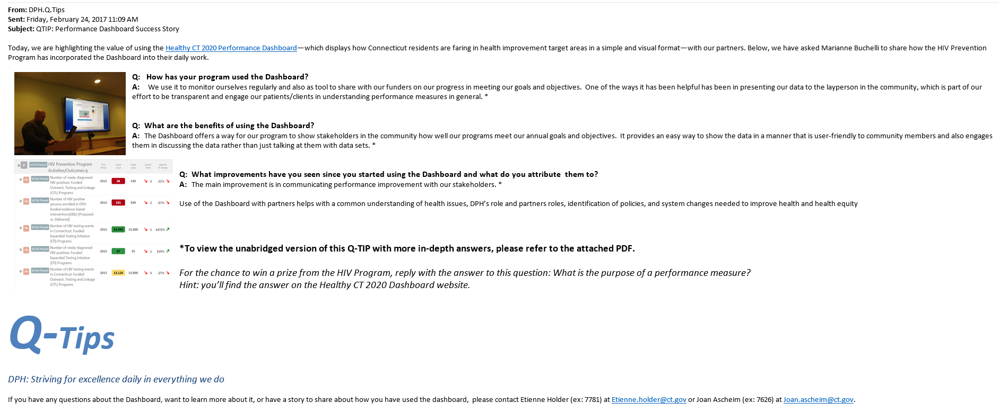 From: DPH.Q.Tips
Sent: Friday, February 24, 2017 11:09 AM
Subject: QTIP: Performance Dashboard Success Story
Today, we are highlighting the value of using the Healthy CT 2020 Performance Dashboard—which displays how Connecticut residents are faring in health improvement target areas in a simple and visual format—with our partners. Below, we have asked Marianne Buchelli to share how the HIV Prevention
Program has incorporated the Dashboard into their daily work.
Q: How has your program used the Dashboard?
A: We use it to monitor ourselves regularly and also as tool to share with our funders on our progress in meeting our goals and objectives. One of the ways it has been helpful has been in presenting our data to the layperson in the community, which is part of our
effort to be transparent and engage our patients/clients in understanding performance measures in general. *
Q: What are the benefits of using the Dashboard?
A: The Dashboard offers a way for our program to show stakeholders in the community how well our programs meet our annual goals and objectives. It provides an easy way to show the data in a manner that is user-friendly to community members and also engages
them in discussing the data rather than just talking at them with data sets. *
P Inf Dis Prevent HIV Prevention Program
Activities/Outcomes
Time Period Actual Value Target Value Current Trend Baseline % Change
PM Inf Dis Prevent Number of newly-diagnosed
HIV positives: Funded
Outreach, Testing and Linkage
(OTL) Programs
2015 26 150 ↘ 2 -21% ↘
PM Inf Dis Prevent Number of HIV positive
persons enrolled in DPH
funded evidence-based
interventions(EBIs) [Proposed
vs. Delivered]
2015 151 929 ↘ 2 -57% ↘
PM Inf Dis Prevent Number of HIV testing events
in Connecticut: Funded
Expanded Testing Initiative
(ETI) Programs
2015 43,995 21,000 ↘ 1 1472% ↗
PM Inf Dis Prevent Number of newly-diagnosed
HIV positives: Funded
Expanded Testing Initiative
(ETI) Programs
2015 67 35 ↘ 1 319% ↗
PM Inf Dis Prevent Number of HIV testing events
in Connecticut: Funded
Outreach, Testing and Linkage
(OTL) Programs
2015 13,126 15,000 ↘ 3 -27% ↘
Q: What improvements have you seen since you started using the Dashboard and what do you attribute them to?
A: The main improvement is in communicating performance improvement with our stakeholders. *
Use of the Dashboard with partners helps with a common understanding of health issues, DPH's role and partners roles, identification of policies, and system changes needed to improve health and health equity
*To view the unabridged version of this Q-TIP with more in-depth answers, please refer to the attached PDF.
For the chance to win a prize from the HIV Program, reply with the answer to this question: What is the purpose of a performance measure?
Hint: you'll find the answer on the Healthy CT 2020 Dashboard website.
Q-Tips
DPH: Striving for excellence daily in everything we do
If you have any questions about the Dashboard, want to learn more about it, or have a story to share about how you have used the dashboard, please contact Etienne Holder (ex: 7781) at Etienne.holder@ct.gov or Joan Ascheim (ex: 7626) at Joan.ascheim@ct.gov.